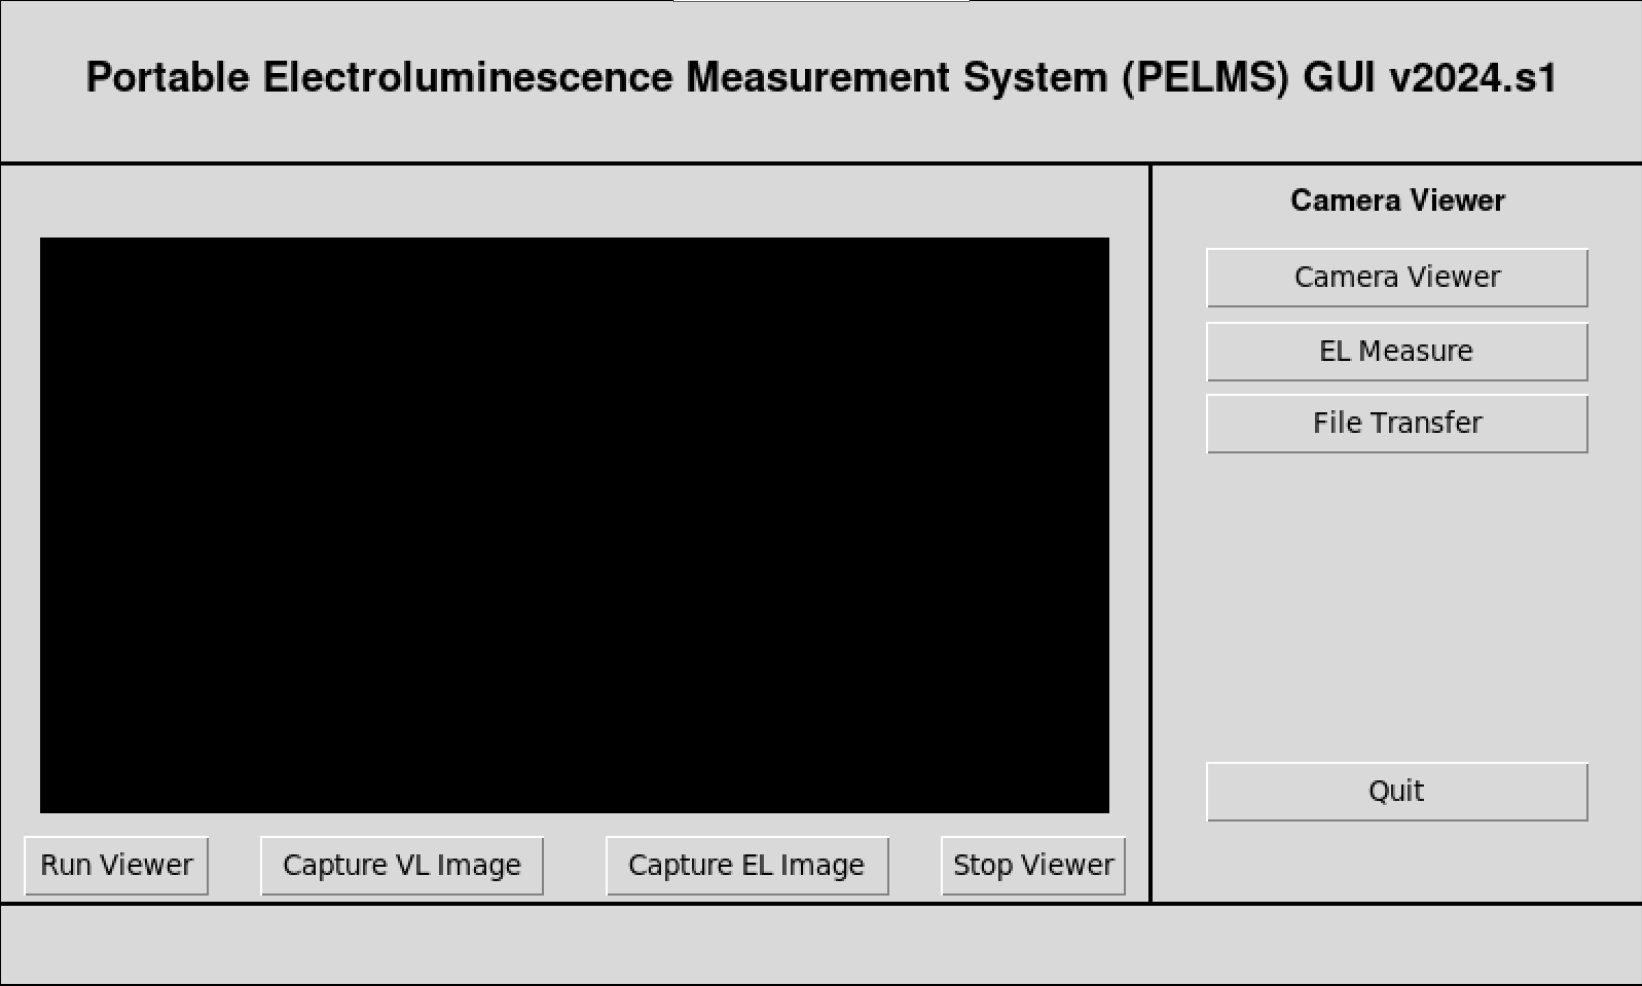 Portable Electroluminescence Measurement System (PELMS) GUI v2024.s1
Camera Viewer
Camera Viewer
EL Measure
File Transfer
Quit
Run Viewer
Capture VL Image
Capture EL Image
Stop Viewer